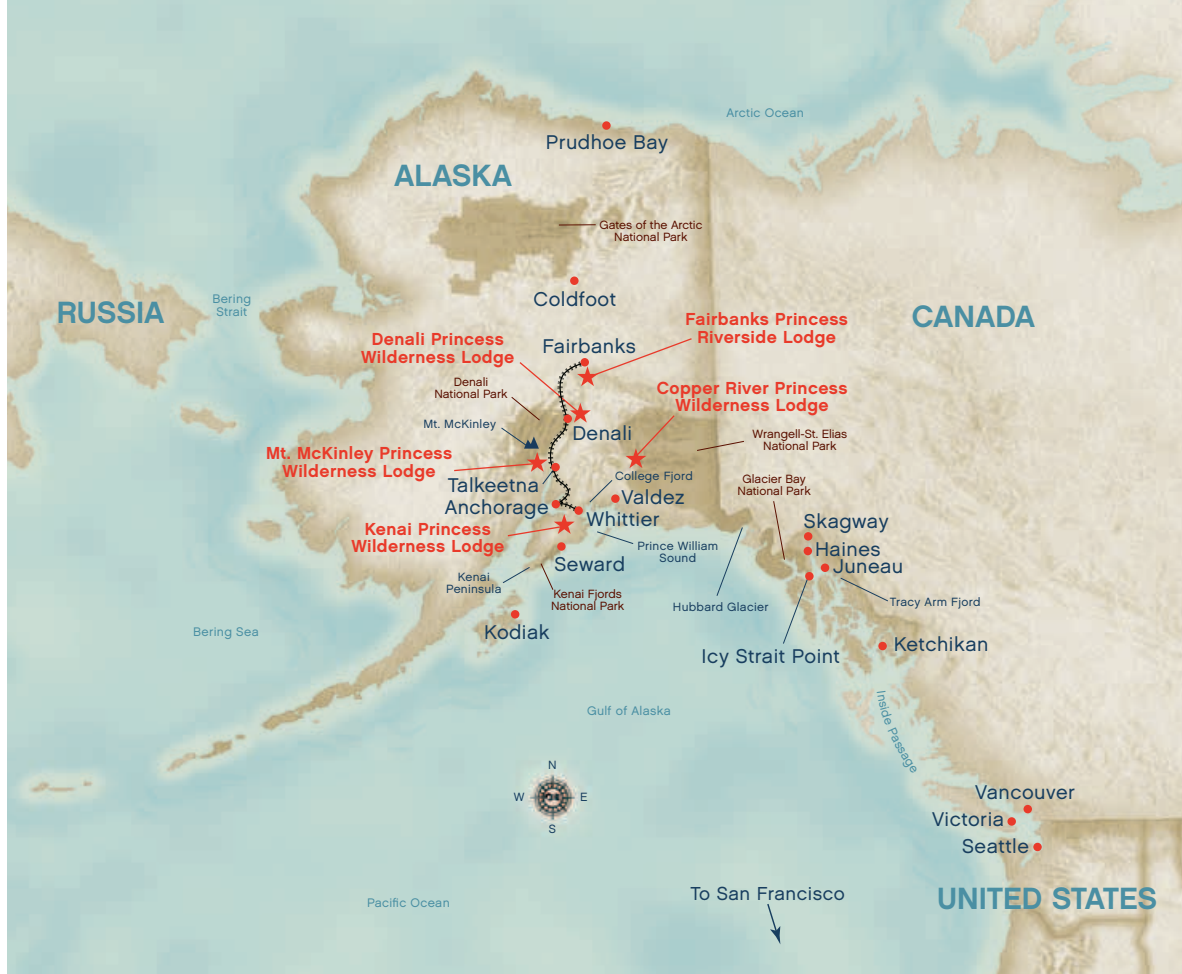 Arctic Ocean
Prudhoe Bay
ALASKA
Gates of the Arctic
National Park
Coldfoot
RUSSIA
Bering
Strait
CANADA
Fairbanks Princess
Riverside Lodge
Denali Princess
Wilderness Lodge
Fairbanks
Denali
National Park
Copper River Princess
Wilderness Lodge
Mt. McKinley
Denali
Wrangell-St. Elias
National Park
Mt. McKinley Princess
Wilderness Lodge
College Fjord
Glacier Bay
National Park
Talkeetna
Anchorage
Valdez
Whittier
Skagway
Kenai Princess
Wilderness Lodge
Prince William
Sound
Haines
Juneau
Seward
Kenai
Peninsula
Kenai Fjords
National Park
Hubbard Glacier
Tracy Arm Fjord
Bering Sea
Kodiak
Icy Strait Point
Ketchikan
Gulf of Alaska
Inside Passage
N
W
E
S
Vancouver
Victoria
Seattle
To San Francisco
UNITED STATES
Pacific Ocean